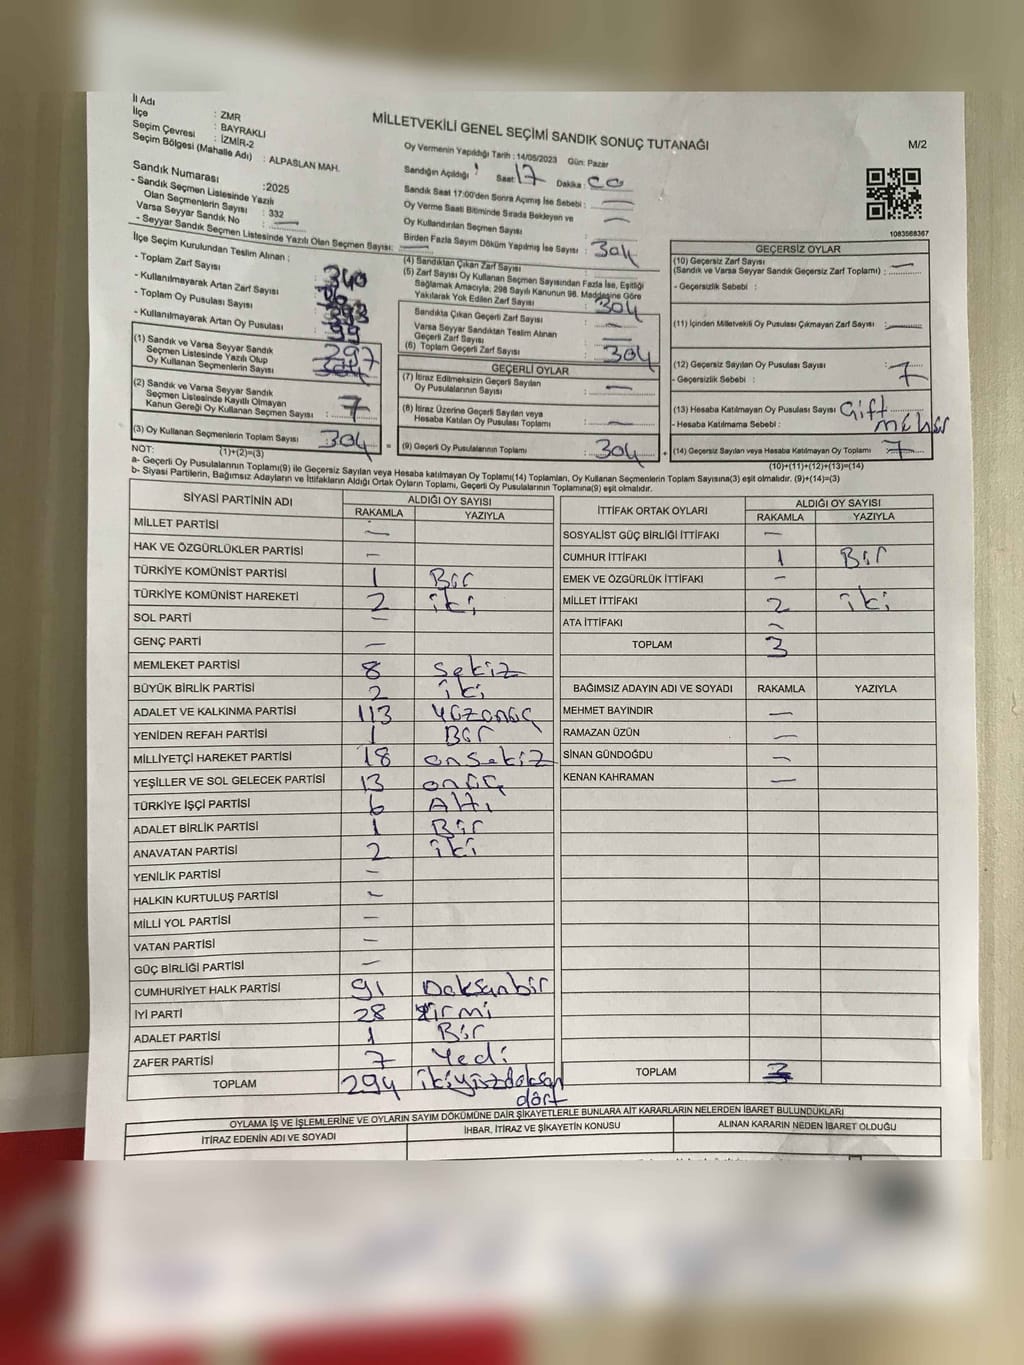 İl Adı : ZMR
İlçe : BAYRAKLI
Seçim Çevresi : İZMİR-2
Seçim Bölgesi (Mahalle Adı) : ALPASLAN MAH.
Sandık Numarası :2025
- Sandık Seçmen Listesinde Yazılı
Olan Seçmenlerin Sayısı : 332
Varsa Seyyar Sandık No : —
- Seyyar Sandık Seçmen Listesinde Yazılı Olan Seçmen Sayısı: —
MİLLETVEKİLİ GENEL SEÇİMİ SANDIK SONUÇ TUTANAĞI
M/2
Oy Vermenin Yapıldığı Tarih : 14/05/2023 Gün: Pazar
Sandığın Açıldığı Saat: 17 Dakika : 00
Sandık Saat 17:00'den Sonra Açımış İse Sebebi : —
Oy Verme Saati Bitiminde Sırada Bekleyen ve
Oy Kullandırılan Seçmen Sayısı : —
Birden Fazla Sayım Döküm Yapılmış İse Sayısı :
304
1083568367
İlçe Seçim Kurulundan Teslim Alınan :
- Toplam Zarf Sayısı : 340
- Kullanılmayarak Artan Zarf Sayısı :
- Toplam Oy Pusulası Sayısı :
- Kullanılmayarak Artan Oy Pusulası : 99
(1) Sandık ve Varsa Seyyar Sandık
Seçmen Listesinde Yazılı Olup
Oy Kullanan Seçmenlerin Sayısı : 297
(2) Sandık ve Varsa Seyyar Sandık
Seçmen Listesinde Kayıtlı Olmayan
Kanun Gereği Oy Kullanan Seçmen Sayısı : 7
(3) Oy Kullanan Seçmenlerin Toplam Sayısı : 304
(1)+(2)=(3)
(4) Sandıktan Çıkan Zarf Sayısı :
(5) Zarf Sayısı Oy Kullanan Seçmen Sayısından Fazla İse, Eşitliği
Sağlamak Amacıyla, 298 Sayılı Kanunun 98. Maddesine Göre
Yakılarak Yok Edilen Zarf Sayısı :
Sandıkta Çıkan Geçerli Zarf Sayısı : 304
Varsa Seyyar Sandıktan Teslim Alınan
Geçerli Zarf Sayısı : —
(6) Toplam Geçerli Zarf Sayısı : 304
GEÇERLİ OYLAR
(7) İtiraz Edilmeksizin Geçerli Sayılan
Oy Pusulalarının Sayısı : —
(8) İtiraz Üzerine Geçerli Sayılan veya
Hesaba Katılan Oy Pusulası Toplamı : —
= (9) Geçerli Oy Pusulalarının Toplamı : 304 +
GEÇERSİZ OYLAR
(10) Geçersiz Zarf Sayısı
(Sandık ve Varsa Seyyar Sandık Geçersiz Zarf Toplamı) : —
- Geçersizlik Sebebi :
(11) İçinden Milletvekili Oy Pusulası Çıkmayan Zarf Sayısı : —
(12) Geçersiz Sayılan Oy Pusulası Sayısı : 7
- Geçersizlik Sebebi :
(13) Hesaba Katılmayan Oy Pusulası Sayısı : Çift
- Hesaba Katılmama Sebebi : mühür
(14) Geçersiz Sayılan veya Hesaba Katılmayan Oy Toplamı : 7
(10)+(11)+(12)+(13)=(14)
NOT:
a- Geçerli Oy Pusulalarının Toplamı(9) ile Geçersiz Sayılan veya Hesaba katılmayan Oy Toplamı(14) Toplamları, Oy Kullanan Seçmenlerin Toplam Sayısına(3) eşit olmalıdır. (9)+(14)=(3)
b- Siyasi Partilerin, Bağımsız Adayların ve İttifakların Aldığı Ortak Oyların Toplamı, Geçerli Oy Pusulalarının Toplamına(9) eşit olmalıdır.
SİYASİ PARTİNİN ADI ALDIĞI OY SAYISI
RAKAMLA YAZIYLA
MİLLET PARTİSİ —
HAK VE ÖZGÜRLÜKLER PARTİSİ —
TÜRKİYE KOMÜNİST PARTİSİ 1 Bir
TÜRKİYE KOMÜNİST HAREKETİ 2 iki
SOL PARTİ —
GENÇ PARTİ —
MEMLEKET PARTİSİ 8 Sekiz
BÜYÜK BİRLİK PARTİSİ 2 iki
ADALET VE KALKINMA PARTİSİ 113 Yüzonüç
YENİDEN REFAH PARTİSİ 1 Bir
MİLLİYETÇİ HAREKET PARTİSİ 18 onsekiz
YEŞİLLER VE SOL GELECEK PARTİSİ 13 onüç
TÜRKİYE İŞÇİ PARTİSİ 6 Altı
ADALET BİRLİK PARTİSİ 1 Bir
ANAVATAN PARTİSİ 2 iki
YENİLİK PARTİSİ —
HALKIN KURTULUŞ PARTİSİ —
MİLLİ YOL PARTİSİ —
VATAN PARTİSİ —
GÜÇ BİRLİĞİ PARTİSİ —
CUMHURİYET HALK PARTİSİ 91 Doksanbir
İYİ PARTİ 28 yirmi
ADALET PARTİSİ 1 Bir
ZAFER PARTİSİ 7 Yedi
TOPLAM 294 ikiyüzdoksan
dört
İTTİFAK ORTAK OYLARI ALDIĞI OY SAYISI
RAKAMLA YAZIYLA
SOSYALİST GÜÇ BİRLİĞİ İTTİFAKI —
CUMHUR İTTİFAKI 1 Bir
EMEK VE ÖZGÜRLÜK İTTİFAKI —
MİLLET İTTİFAKI 2 iki
ATA İTTİFAKI —
TOPLAM 3
BAĞIMSIZ ADAYIN ADI VE SOYADI RAKAMLA YAZIYLA
MEHMET BAYINDIR —
RAMAZAN ÜZÜN —
SİNAN GÜNDOĞDU —
KENAN KAHRAMAN —
TOPLAM 3
OYLAMA İŞ VE İŞLEMLERİNE VE OYLARIN SAYIM DÖKÜMÜNE DAİR ŞİKAYETLERLE BUNLARA AİT KARARLARIN NELERDEN İBARET BULUNDUKLARI
İTİRAZ EDENİN ADI VE SOYADI İHBAR, İTİRAZ VE ŞİKAYETİN KONUSU ALINAN KARARIN NEDEN İBARET OLDUĞU